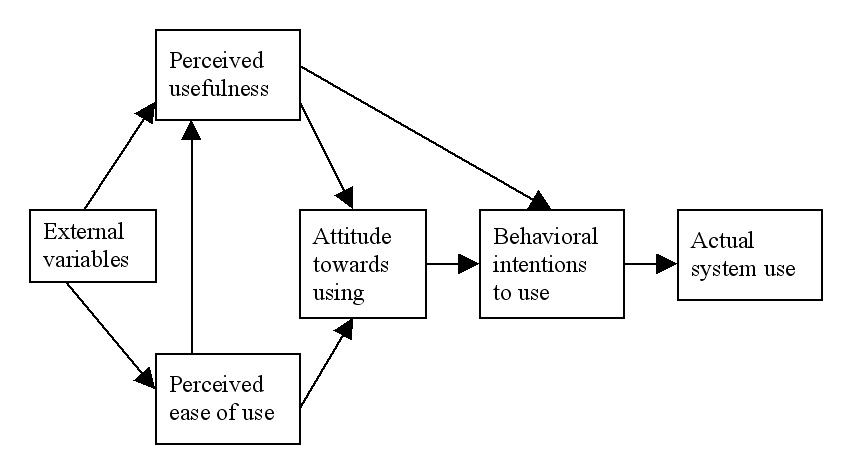 Perceived
usefulness
External
variables
Attitude
towards
using
Behavioral
intentions
to use
Actual
system use
Perceived
ease of use